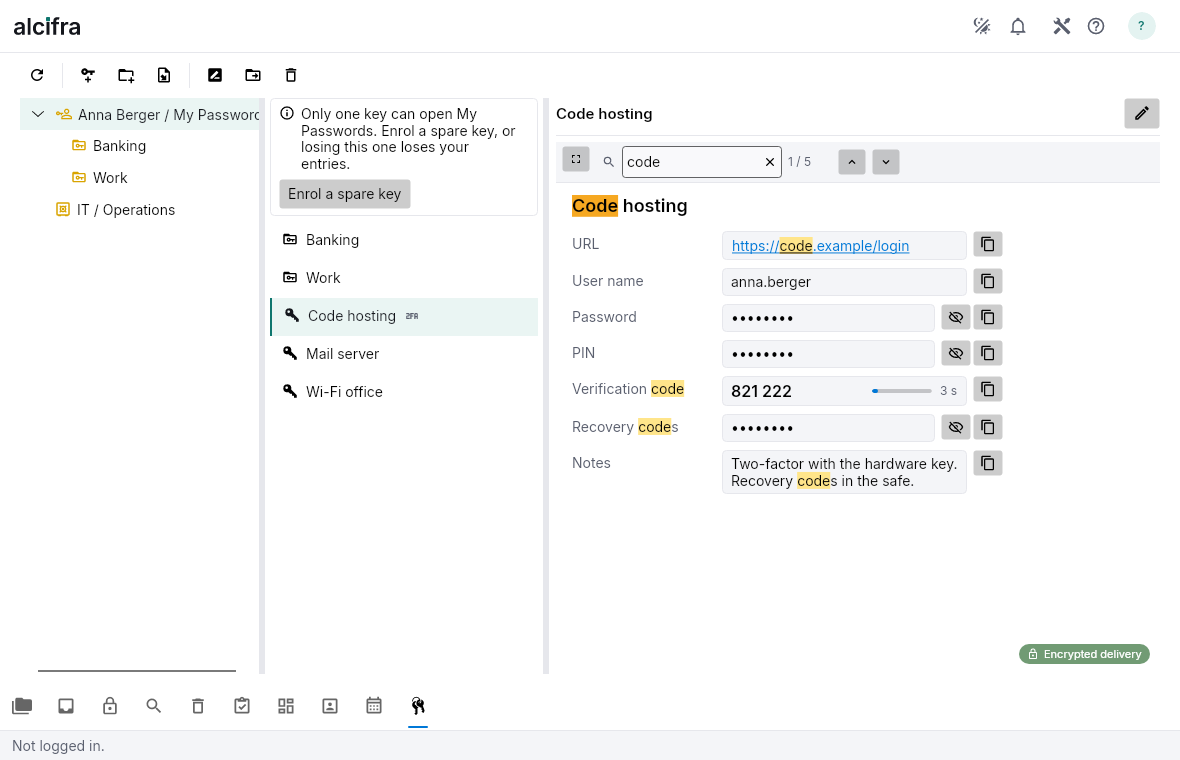 alcifra
?
Anna Berger / My Password
Banking
Work
IT / Operations
Only one key can open My
Passwords. Enrol a spare key, or
losing this one loses your
entries.
Enrol a spare key
Banking
Work
Code hosting 2FA
Mail server
Wi-Fi office
Code hosting
code 1 / 5
Code hosting
URL https://code.example/login
User name anna.berger
Password ••••••••
PIN ••••••••
Verification code 821 222 3 s
Recovery codes ••••••••
Notes Two-factor with the hardware key.
Recovery codes in the safe.
Encrypted delivery
Not logged in.